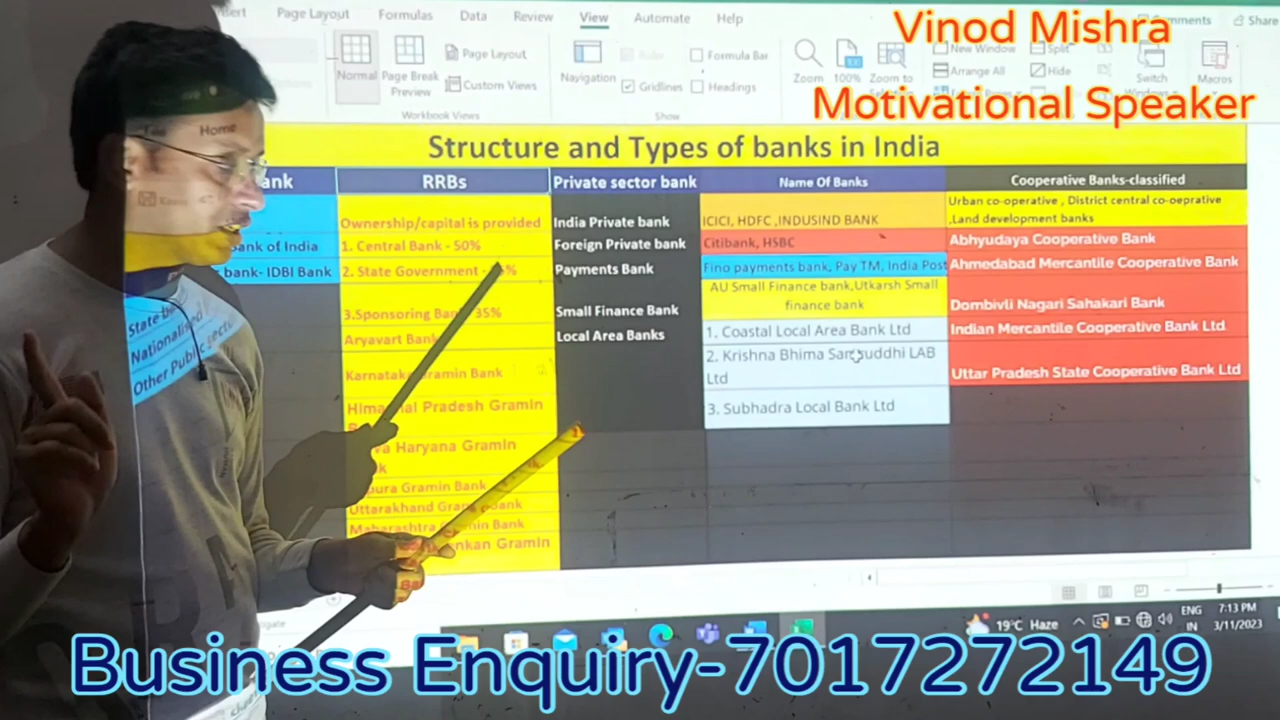 Vinod Mishra
Motivational Speaker
Page Layout
Formulas
Data
Review
View
Automate
Help
Comments
Share
Normal
Page Break
Preview
Page Layout
Custom Views
Workbook Views
Navigation
Ruler
Gridlines
Formula Bar
Headings
Show
Zoom
100%
Zoom to
New Window
Arrange All
Split
Hide
Switch
Macros
Home
Structure and Types of banks in India
RRBs
Private sector bank
Name Of Banks
Cooperative Banks-classified
Ownership/capital is provided
1. Central Bank - 50%
2. State Government -
3.Sponsoring 35%
Aryavart Bank
Karnataka Gramin Bank
Pradesh Gramin
Haryana Gramin
Gramin Bank
Uttarakhand Bank
Maharashtra Bank
Gramin
India Private bank
Foreign Private bank
Payments Bank
Small Finance Bank
Local Area Banks
ICICI, HDFC ,INDUSIND BANK
Citibank, HSBC
Fino payments bank, Pay TM, India Post
AU Small Finance bank,Utkarsh Small
finance bank
1. Coastal Local Area Bank Ltd
2. Krishna Bhima Samruddhi LAB
Ltd
3. Subhadra Local Bank Ltd
Urban co-operative , District central co-oeprative
,Land development banks
Abhyudaya Cooperative Bank
Ahmedabad Mercantile Cooperative Bank
Dombivli Nagari Sahakari Bank
Indian Mercantile Cooperative Bank Ltd
Uttar Pradesh State Cooperative Bank Ltd
of India
bank- IDBI Bank
State
Nationalised
Other Public
19°C Haze
ENG
IN
7:13 PM
3/11/2023
Business Enquiry-7017272149